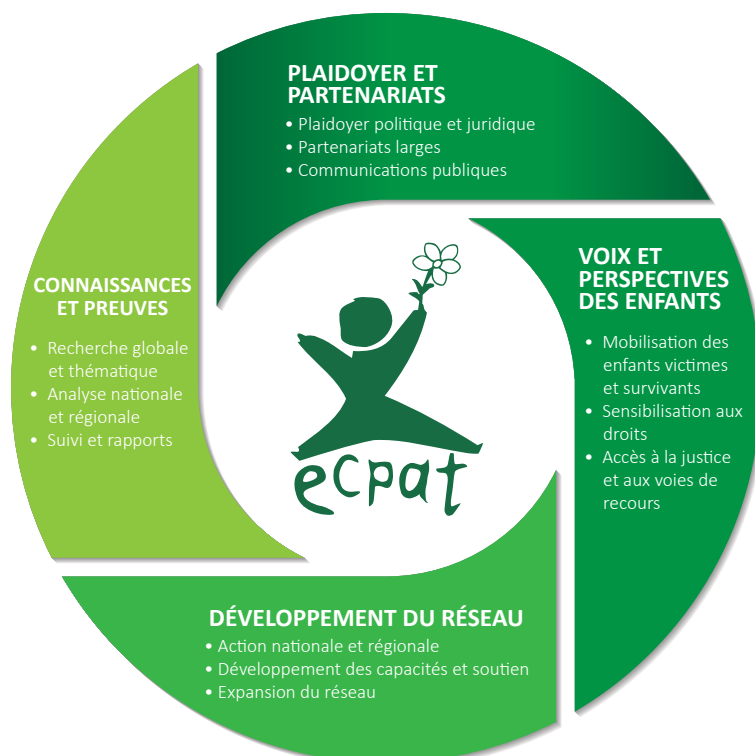 PLAIDOYER ET
PARTENARIATS
• Plaidoyer politique et juridique
• Partenariats larges
• Communications publiques
VOIX ET
PERSPECTIVES
DES ENFANTS
• Mobilisation des
enfants victimes
et survivants
• Sensibilisation aux
droits
• Accès à la justice
et aux voies de
recours
CONNAISSANCES
ET PREUVES
• Recherche globale
et thématique
• Analyse nationale
et régionale
• Suivi et rapports
ecpat
DÉVELOPPEMENT DU RÉSEAU
• Action nationale et régionale
• Développement des capacités et soutien
• Expansion du réseau